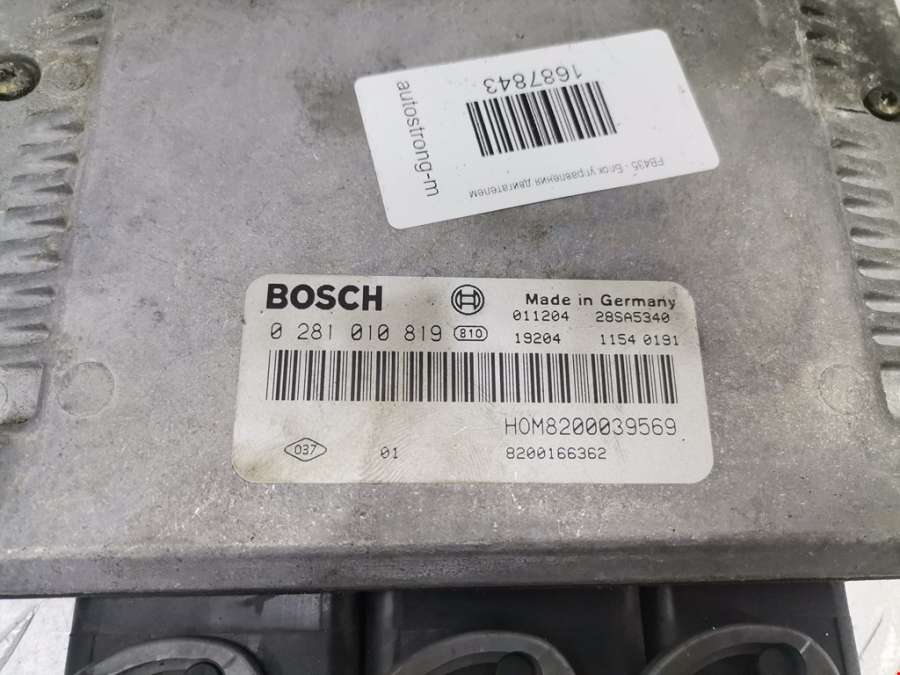 autostrong-m
1687843
FB435 - Блок управления двигателем
BOSCH
Made in Germany
011204 28SA5340
0 281 010 819 810
19204 1154 0191
HOM8200039569
037 01 8200166362